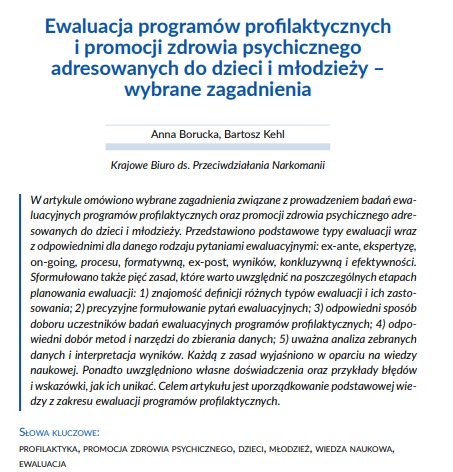 Ewaluacja programów profilaktycznych
i promocji zdrowia psychicznego
adresowanych do dzieci i młodzieży –
wybrane zagadnienia
Anna Borucka, Bartosz Kehl
Krajowe Biuro ds. Przeciwdziałania Narkomanii
W artykule omówiono wybrane zagadnienia związane z prowadzeniem badań ewa-
luacyjnych programów profilaktycznych oraz promocji zdrowia psychicznego adre-
sowanych do dzieci i młodzieży. Przedstawiono podstawowe typy ewaluacji wraz
z odpowiednimi dla danego rodzaju pytaniami ewaluacyjnymi: ex-ante, ekspertyzę,
on-going, procesu, formatywną, ex-post, wyników, konkluzywną i efektywności.
Sformułowano także pięć zasad, które warto uwzględnić na poszczególnych etapach
planowania ewaluacji: 1) znajomość definicji różnych typów ewaluacji i ich zasto-
sowania; 2) precyzyjne formułowanie pytań ewaluacyjnych; 3) odpowiedni sposób
doboru uczestników badań ewaluacyjnych programów profilaktycznych; 4) odpo-
wiedni dobór metod i narzędzi do zbierania danych; 5) uważna analiza zebranych
danych i interpretacja wyników. Każdą z zasad wyjaśniono w oparciu na wiedzy
naukowej. Ponadto uwzględniono własne doświadczenia oraz przykłady błędów
i wskazówki, jak ich unikać. Celem artykułu jest uporządkowanie podstawowej wie-
dzy z zakresu ewaluacji programów profilaktycznych.
Słowa kluczowe:
profilaktyka, promocja zdrowia psychicznego, dzieci, młodzież, wiedza naukowa,
ewaluacja